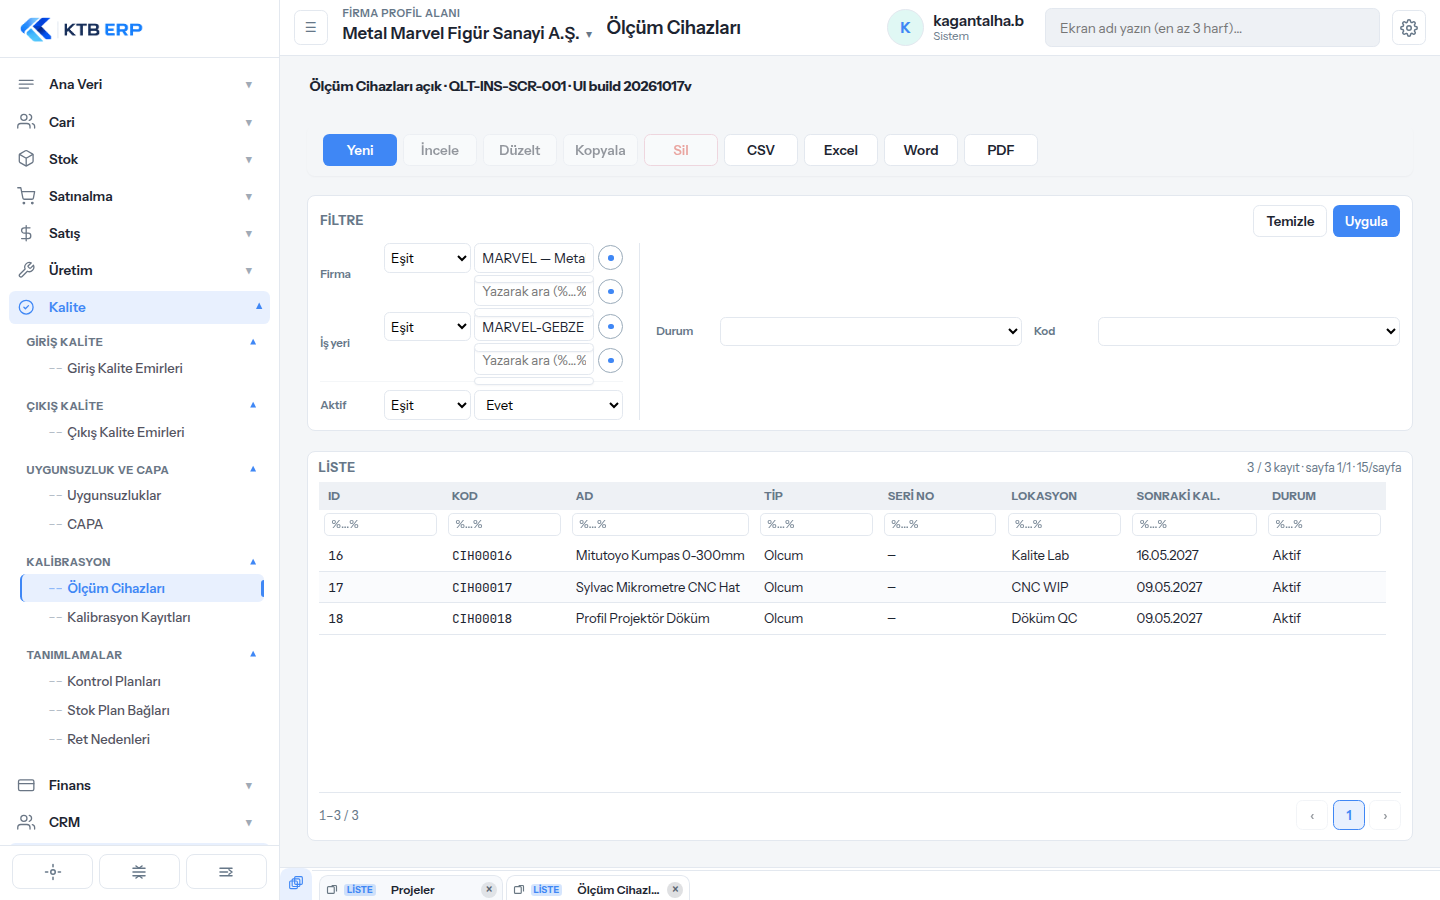 KTB ERP
☰
FİRMA PROFİL ALANI
Metal Marvel Figür Sanayi A.Ş. ▾
Ölçüm Cihazları
K
kagantalha.b
Sistem
Ekran adı yazın (en az 3 harf)...
Ana Veri
Cari
Stok
Satınalma
Satış
Üretim
Kalite
GİRİŞ KALİTE
-- Giriş Kalite Emirleri
ÇIKIŞ KALİTE
-- Çıkış Kalite Emirleri
UYGUNSUZLUK VE CAPA
-- Uygunsuzluklar
-- CAPA
KALİBRASYON
-- Ölçüm Cihazları
-- Kalibrasyon Kayıtları
TANIMLAMALAR
-- Kontrol Planları
-- Stok Plan Bağları
-- Ret Nedenleri
Finans
CRM
Ölçüm Cihazları açık · QLT-INS-SCR-001 · UI build 20261017v
Yeni İncele Düzelt Kopyala Sil CSV Excel Word PDF
FİLTRE
Temizle Uygula
Firma Eşit MARVEL — Meta
Yazarak ara (%...%
İş yeri Eşit MARVEL-GEBZE
Yazarak ara (%...%
Aktif Eşit Evet
Durum Kod
LİSTE
3 / 3 kayıt · sayfa 1/1 · 15/sayfa
ID KOD AD TİP SERİ NO LOKASYON SONRAKİ KAL. DURUM
%...% %...% %...% %...% %...% %...% %...% %...%
16 CIH00016 Mitutoyo Kumpas 0-300mm Olcum — Kalite Lab 16.05.2027 Aktif
17 CIH00017 Sylvac Mikrometre CNC Hat Olcum — CNC WIP 09.05.2027 Aktif
18 CIH00018 Profil Projektör Döküm Olcum — Döküm QC 09.05.2027 Aktif
1–3 / 3
‹ 1 ›
LİSTE Projeler ×
LİSTE Ölçüm Cihazl... ×